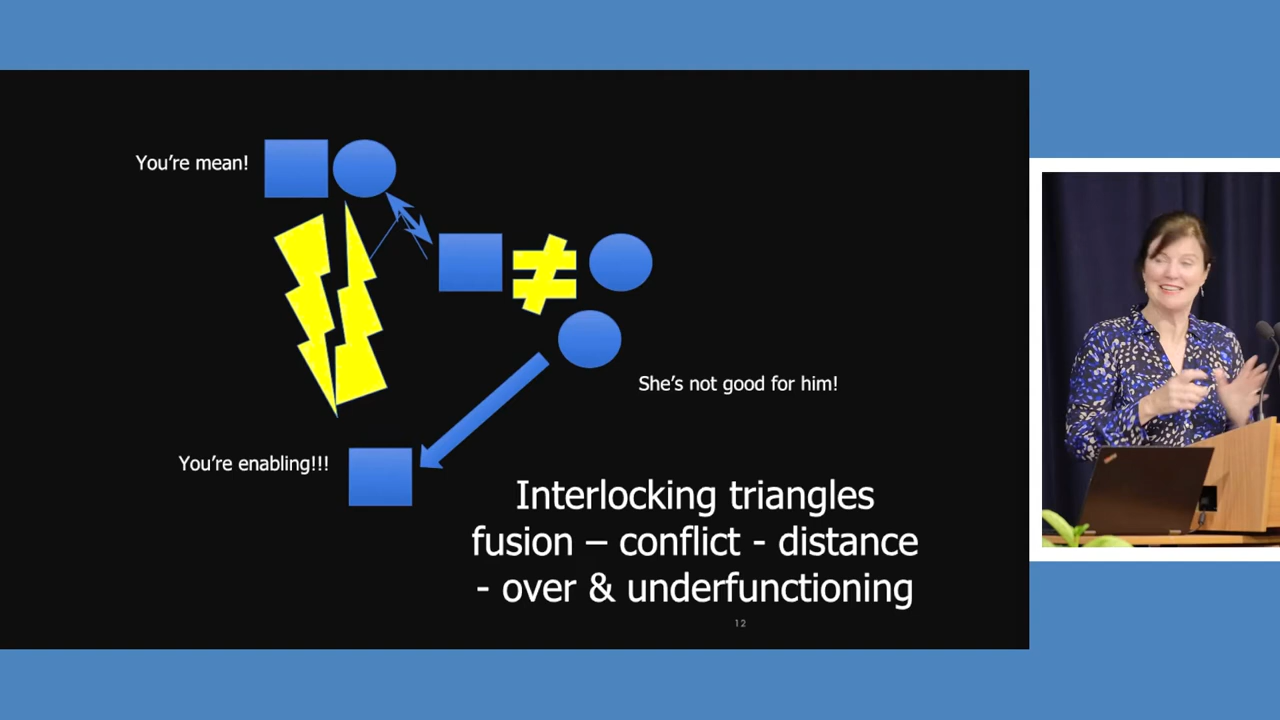 You're mean!
She's not good for him!
You're enabling!!!
Interlocking triangles
fusion – conflict - distance
- over & underfunctioning
12